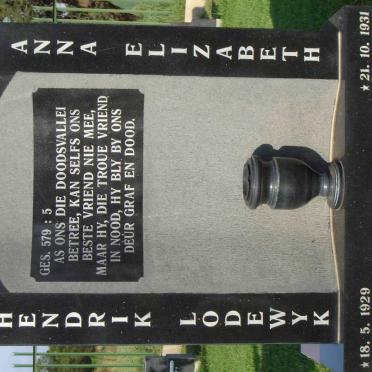 HENDRIK LODEWYK
ANNA ELIZABETH
GES. 579 : 5
AS ONS DIE DOODSVALLEI
BETREE, KAN SELFS ONS
BESTE VRIEND NIE MEE,
MAAR HY, DIE TROUE VRIEND
IN NOOD, HY BLY BY ONS
DEUR GRAF EN DOOD.
★ 18. 5. 1929
★ 21. 10. 1931